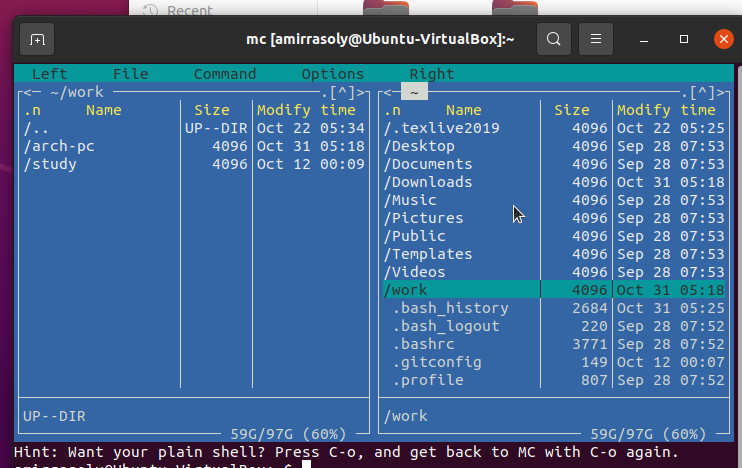 Recent
mc [amirrasoly@Ubuntu-VirtualBox]:~
Left File Command Options Right
<─ ~/work .[^]>
.n Name Size Modify time
/.. UP--DIR Oct 22 05:34
/arch-pc 4096 Oct 31 05:18
/study 4096 Oct 12 00:09
UP--DIR
59G/97G (60%)
<─ ~ .[^]>
.n Name Size Modify time
/.texlive2019 4096 Oct 22 05:25
/Desktop 4096 Sep 28 07:53
/Documents 4096 Sep 28 07:53
/Downloads 4096 Oct 31 05:18
/Music 4096 Sep 28 07:53
/Pictures 4096 Sep 28 07:53
/Public 4096 Sep 28 07:53
/Templates 4096 Sep 28 07:53
/Videos 4096 Sep 28 07:53
/work 4096 Oct 31 05:18
.bash_history 2684 Oct 31 05:25
.bash_logout 220 Sep 28 07:52
.bashrc 3771 Sep 28 07:52
.gitconfig 149 Oct 12 00:07
.profile 807 Sep 28 07:52
/work
59G/97G (60%)
Hint: Want your plain shell? Press C-o, and get back to MC with C-o again.
amirrasoly@Ubuntu-VirtualBox:~$